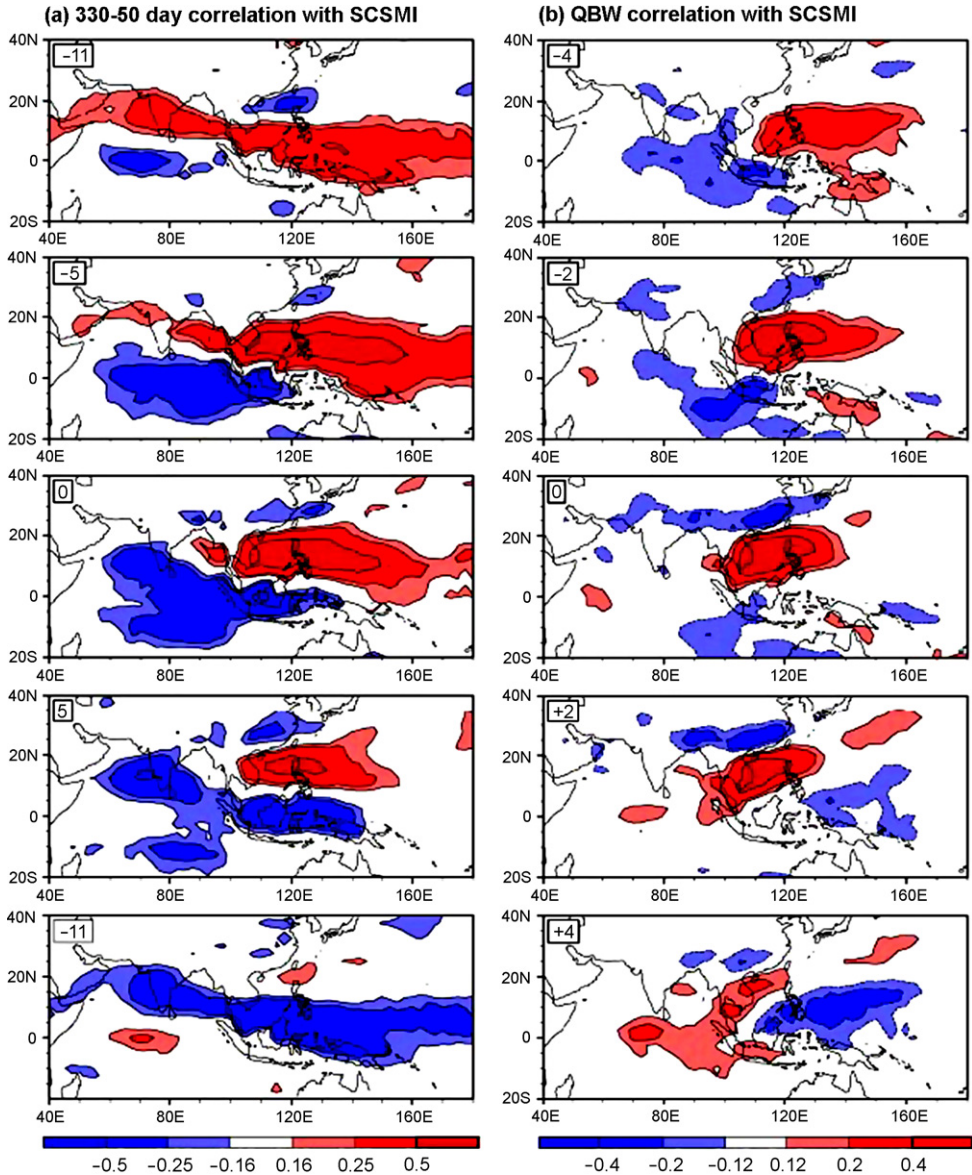 (a) 330-50 day correlation with SCSMI
(b) QBW correlation with SCSMI
40N
−11
20N
0
20S
40E 80E 120E 160E
40N
−4
20N
0
20S
40E 80E 120E 160E
40N
−5
20N
0
20S
40E 80E 120E 160E
40N
−2
20N
0
20S
40E 80E 120E 160E
40N
0
20N
0
20S
40E 80E 120E 160E
40N
0
20N
0
20S
40E 80E 120E 160E
40N
5
20N
0
20S
40E 80E 120E 160E
40N
+2
20N
0
20S
40E 80E 120E 160E
40N
−11
20N
0
20S
40E 80E 120E 160E
40N
+4
20N
0
20S
40E 80E 120E 160E
−0.5 −0.25 −0.16 0.16 0.25 0.5
−0.4 −0.2 −0.12 0.12 0.2 0.4